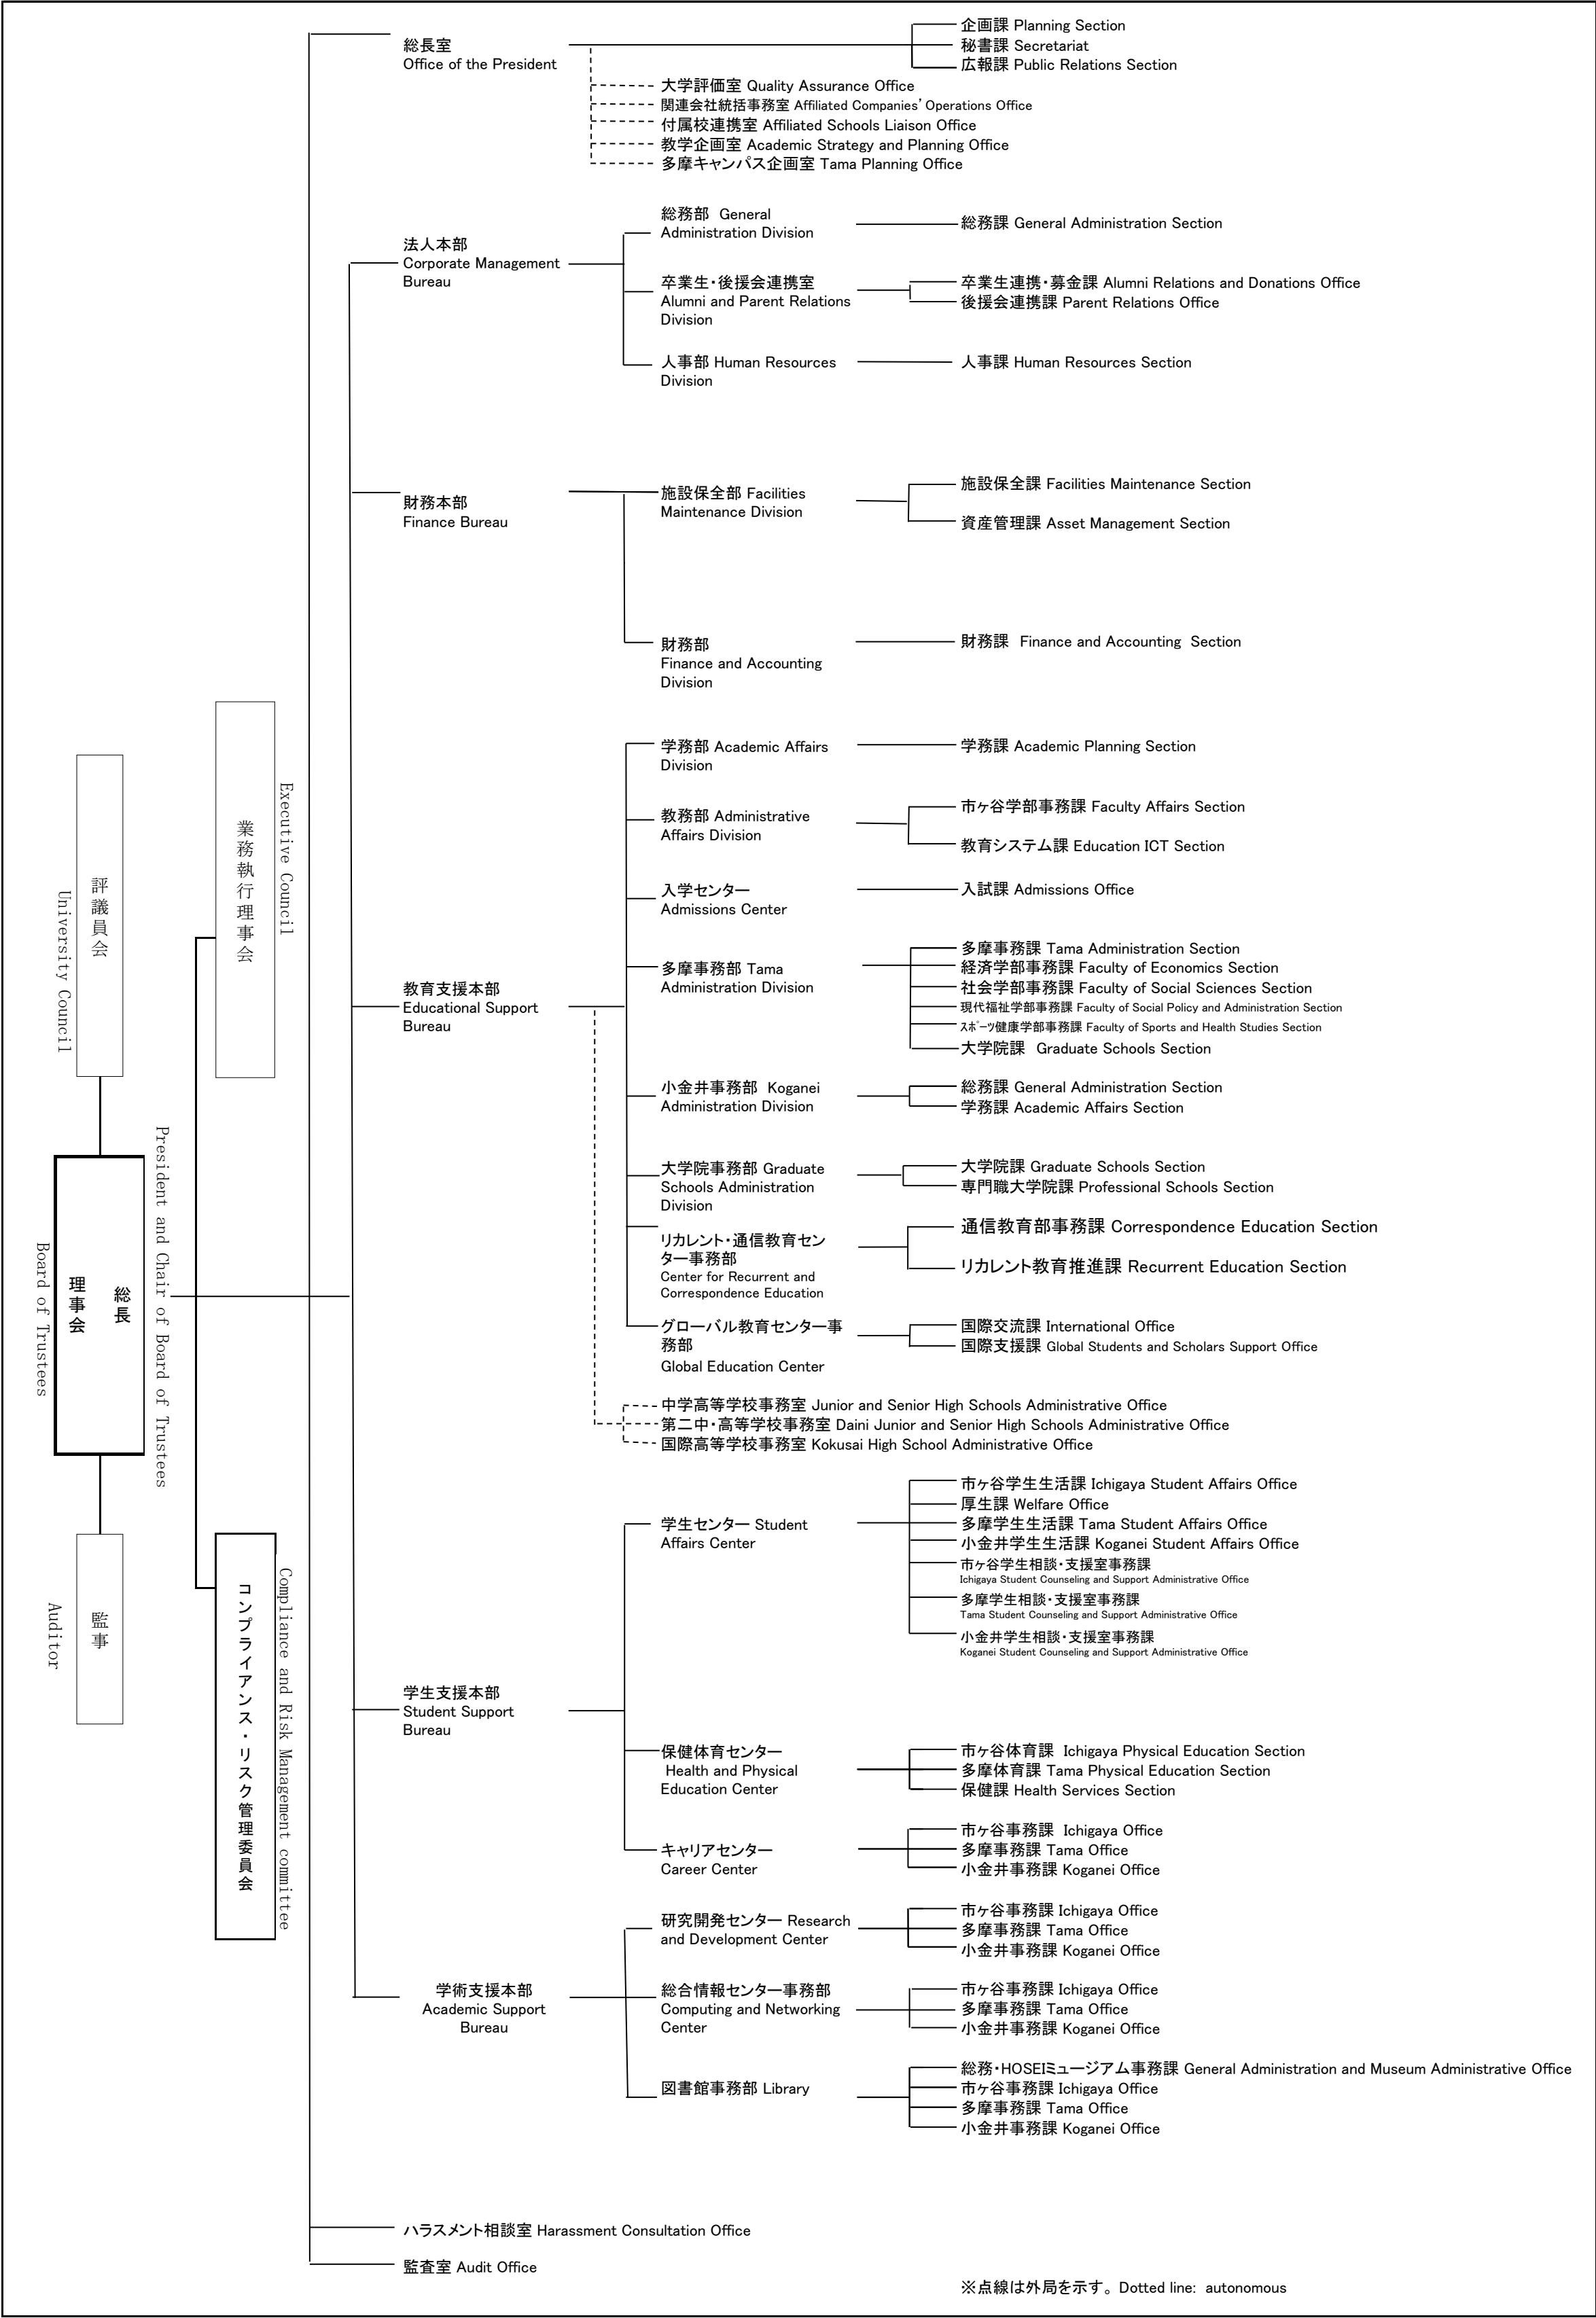 評議員会
University Council
総長
理事会
President and Chair of Board of Trustees
Board of Trustees
監事
Auditor
業務執行理事会
Executive Council
コンプライアンス・リスク管理委員会
Compliance and Risk Management committee
総長室
Office of the President
企画課 Planning Section
秘書課 Secretariat
広報課 Public Relations Section
大学評価室 Quality Assurance Office
関連会社統括事務室 Affiliated Companies' Operations Office
付属校連携室 Affiliated Schools Liaison Office
教学企画室 Academic Strategy and Planning Office
多摩キャンパス企画室 Tama Planning Office
法人本部
Corporate Management
Bureau
総務部 General
Administration Division
総務課 General Administration Section
卒業生・後援会連携室
Alumni and Parent Relations
Division
卒業生連携・募金課 Alumni Relations and Donations Office
後援会連携課 Parent Relations Office
人事部 Human Resources
Division
人事課 Human Resources Section
財務本部
Finance Bureau
施設保全部 Facilities
Maintenance Division
施設保全課 Facilities Maintenance Section
資産管理課 Asset Management Section
財務部
Finance and Accounting
Division
財務課 Finance and Accounting Section
教育支援本部
Educational Support
Bureau
学務部 Academic Affairs
Division
学務課 Academic Planning Section
教務部 Administrative
Affairs Division
市ヶ谷学部事務課 Faculty Affairs Section
教育システム課 Education ICT Section
入学センター
Admissions Center
入試課 Admissions Office
多摩事務部 Tama
Administration Division
多摩事務課 Tama Administration Section
経済学部事務課 Faculty of Economics Section
社会学部事務課 Faculty of Social Sciences Section
現代福祉学部事務課 Faculty of Social Policy and Administration Section
ｽﾎﾟｰﾂ健康学部事務課 Faculty of Sports and Health Studies Section
大学院課 Graduate Schools Section
小金井事務部 Koganei
Administration Division
総務課 General Administration Section
学務課 Academic Affairs Section
大学院事務部 Graduate
Schools Administration
Division
大学院課 Graduate Schools Section
専門職大学院課 Professional Schools Section
リカレント・通信教育セン
ター事務部
Center for Recurrent and
Correspondence Education
通信教育部事務課 Correspondence Education Section
リカレント教育推進課 Recurrent Education Section
グローバル教育センター事
務部
Global Education Center
国際交流課 International Office
国際支援課 Global Students and Scholars Support Office
中学高等学校事務室 Junior and Senior High Schools Administrative Office
第二中・高等学校事務室 Daini Junior and Senior High Schools Administrative Office
国際高等学校事務室 Kokusai High School Administrative Office
学生支援本部
Student Support
Bureau
学生センター Student
Affairs Center
市ヶ谷学生生活課 Ichigaya Student Affairs Office
厚生課 Welfare Office
多摩学生生活課 Tama Student Affairs Office
小金井学生生活課 Koganei Student Affairs Office
市ヶ谷学生相談・支援室事務課
Ichigaya Student Counseling and Support Administrative Office
多摩学生相談・支援室事務課
Tama Student Counseling and Support Administrative Office
小金井学生相談・支援室事務課
Koganei Student Counseling and Support Administrative Office
保健体育センター
Health and Physical
Education Center
市ヶ谷体育課 Ichigaya Physical Education Section
多摩体育課 Tama Physical Education Section
保健課 Health Services Section
キャリアセンター
Career Center
市ヶ谷事務課 Ichigaya Office
多摩事務課 Tama Office
小金井事務課 Koganei Office
学術支援本部
Academic Support
Bureau
研究開発センター Research
and Development Center
市ヶ谷事務課 Ichigaya Office
多摩事務課 Tama Office
小金井事務課 Koganei Office
総合情報センター事務部
Computing and Networking
Center
市ヶ谷事務課 Ichigaya Office
多摩事務課 Tama Office
小金井事務課 Koganei Office
図書館事務部 Library
総務・HOSEIミュージアム事務課 General Administration and Museum Administrative Office
市ヶ谷事務課 Ichigaya Office
多摩事務課 Tama Office
小金井事務課 Koganei Office
ハラスメント相談室 Harassment Consultation Office
監査室 Audit Office
※点線は外局を示す。 Dotted line: autonomous